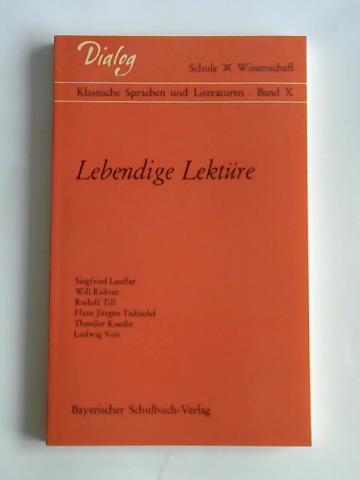 Dialog
Schule Wissenschaft
Klassische Sprachen und Literaturen - Band X
Lebendige Lektüre
Siegfried Lauffer
Will Richter
Rudolf Till
Hans Jürgen Tschiedel
Theodor Knecht
Ludwig Voit
Bayerischer Schulbuch-Verlag